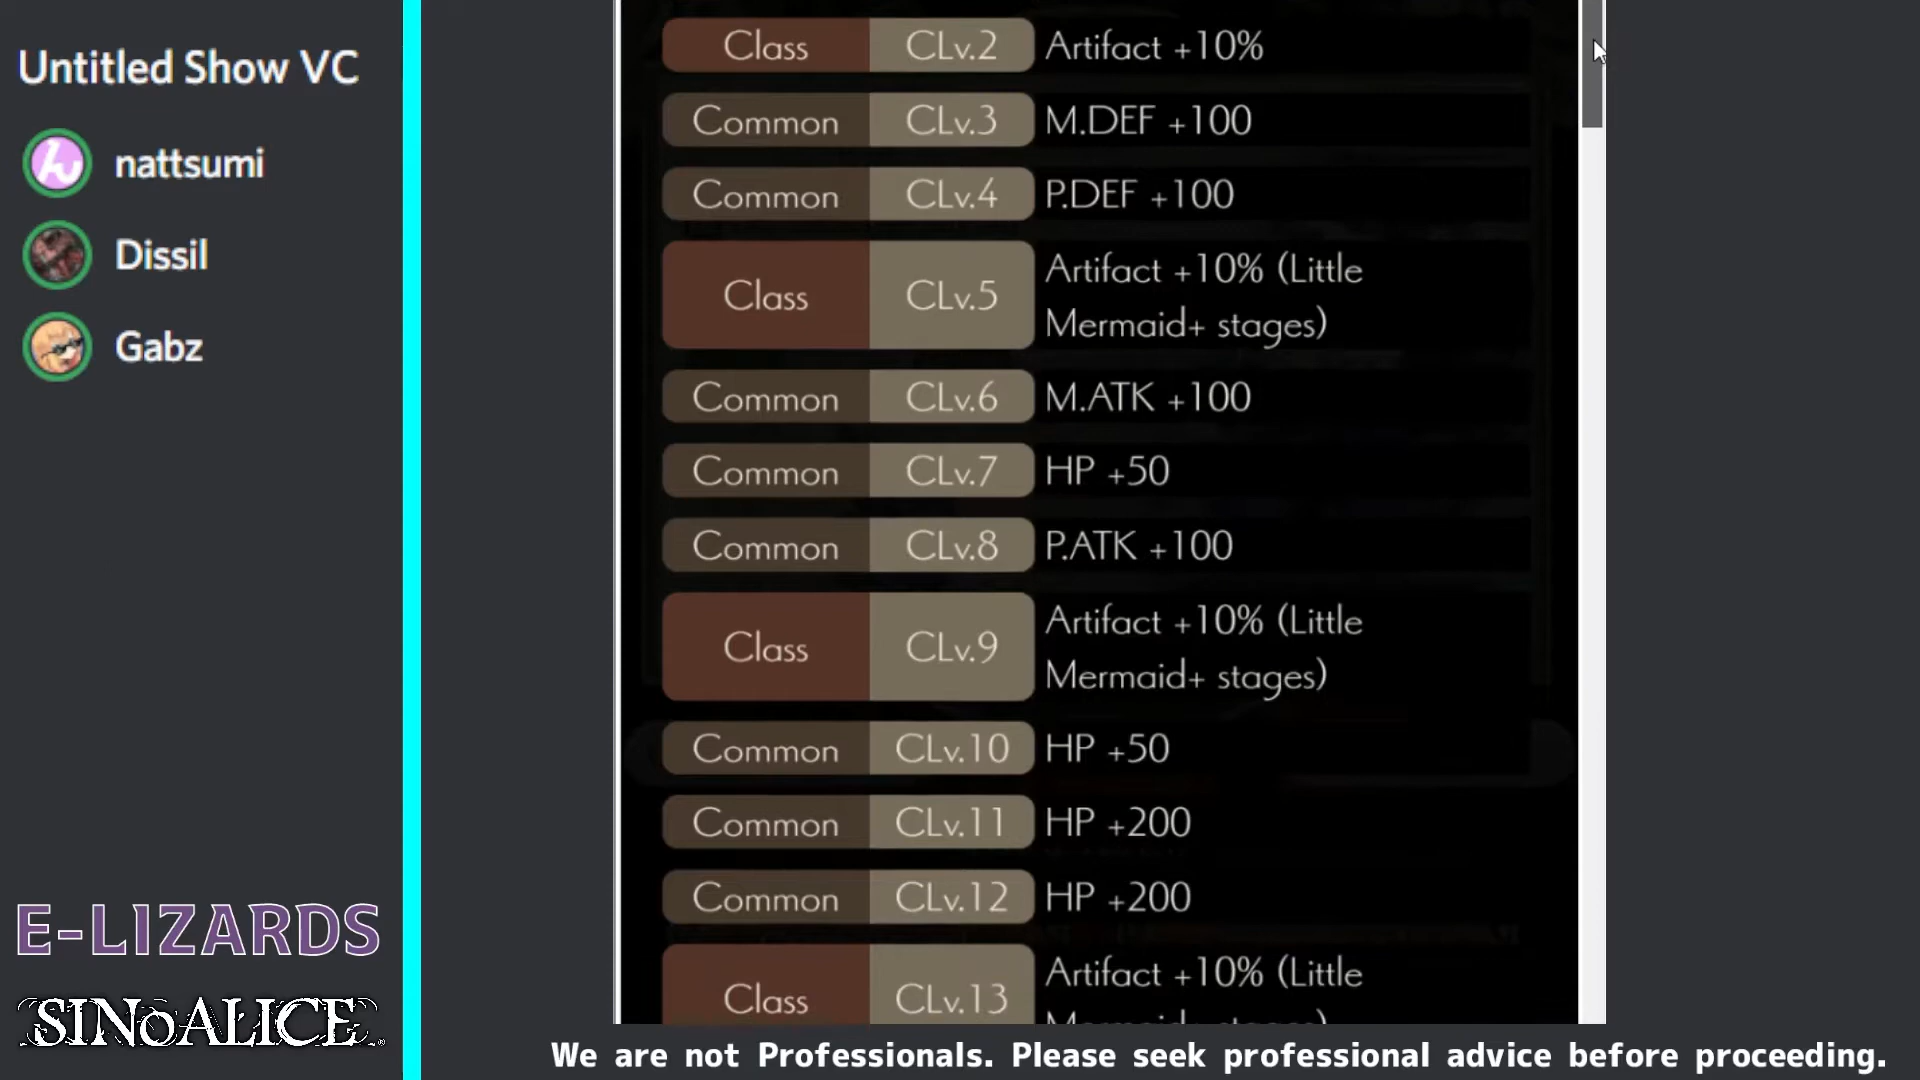 Untitled Show VC
nattsumi
Dissil
Gabz
E-LIZARDS
SINoALICE
Class CLv.2 Artifact +10%
Common CLv.3 M.DEF +100
Common CLv.4 P.DEF +100
Class CLv.5 Artifact +10% (Little
Mermaid+ stages)
Common CLv.6 M.ATK +100
Common CLv.7 HP +50
Common CLv.8 P.ATK +100
Class CLv.9 Artifact +10% (Little
Mermaid+ stages)
Common CLv.10 HP +50
Common CLv.11 HP +200
Common CLv.12 HP +200
Class CLv.13 Artifact +10% (Little
Mermaid+ stages)
We are not Professionals. Please seek professional advice before proceeding.